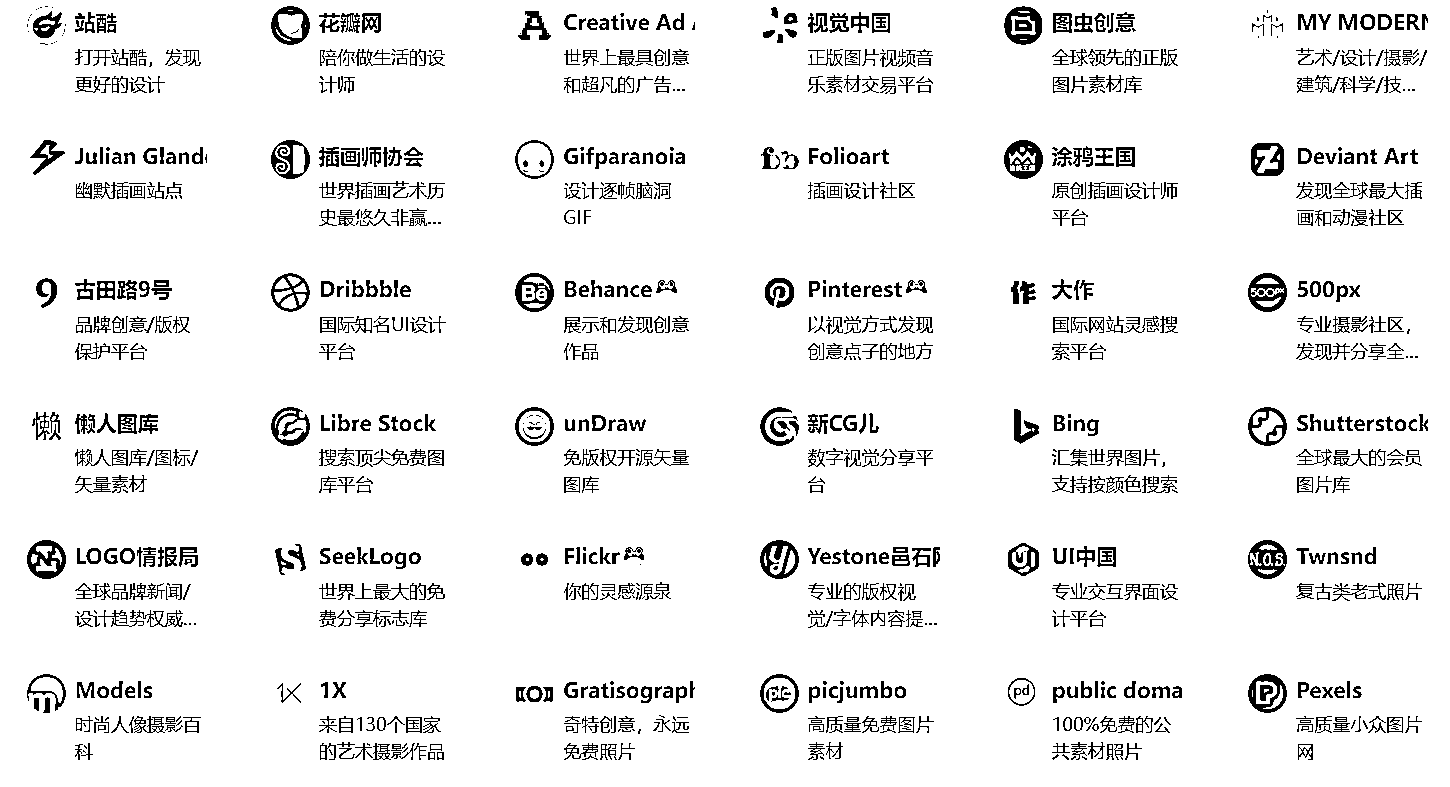 站酷
打开站酷，发现
更好的设计
花瓣网
陪你做生活的设
计师
Creative Ad
世界上最具创意
和超凡的广告...
视觉中国
正版图片视频音
乐素材交易平台
图虫创意
全球领先的正版
图片素材库
MY MODERN
艺术/设计/摄影/
建筑/科学/技...
Julian Gland
幽默插画站点
插画师协会
世界插画艺术历
史最悠久非赢...
Gifparanoia
设计逐帧脑洞
GIF
Folioart
插画设计社区
涂鸦王国
原创插画设计师
平台
Deviant Art
发现全球最大插
画和动漫社区
9
古田路9号
品牌创意/版权
保护平台
Dribbble
国际知名UI设计
平台
Bē
Behance
展示和发现创意
作品
Pinterest
以视觉方式发现
创意点子的地方
作
大作
国际网站灵感搜
索平台
500px
500px
专业摄影社区，
发现并分享全...
懒
懒人图库
懒人图库/图标/
矢量素材
Libre Stock
搜索顶尖免费图
库平台
unDraw
免版权开源矢量
图库
新CG儿
数字视觉分享平
台
Bing
汇集世界图片，
支持按颜色搜索
Shutterstock
全球最大的会员
图片库
LOGO情报局
全球品牌新闻/
设计趋势权威...
SeekLogo
世界上最大的免
费分享标志库
Flickr
你的灵感源泉
Yestone邑石
专业的版权视
觉/字体内容提...
UI中国
专业交互界面设
计平台
Twnsnd
复古类老式照片
Models
时尚人像摄影百
科
1X
1X
来自130个国家
的艺术摄影作品
Gratisograph
奇特创意，永远
免费照片
pic
picjumbo
高质量免费图片
素材
pd
public doma
100%免费的公
共素材照片
Pexels
高质量小众图片
网